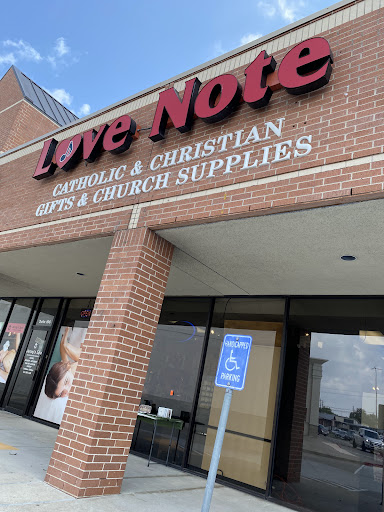 Love Note
CATHOLIC & CHRISTIAN
GIFTS & CHURCH SUPPLIES
HANDICAPPED
PARKING